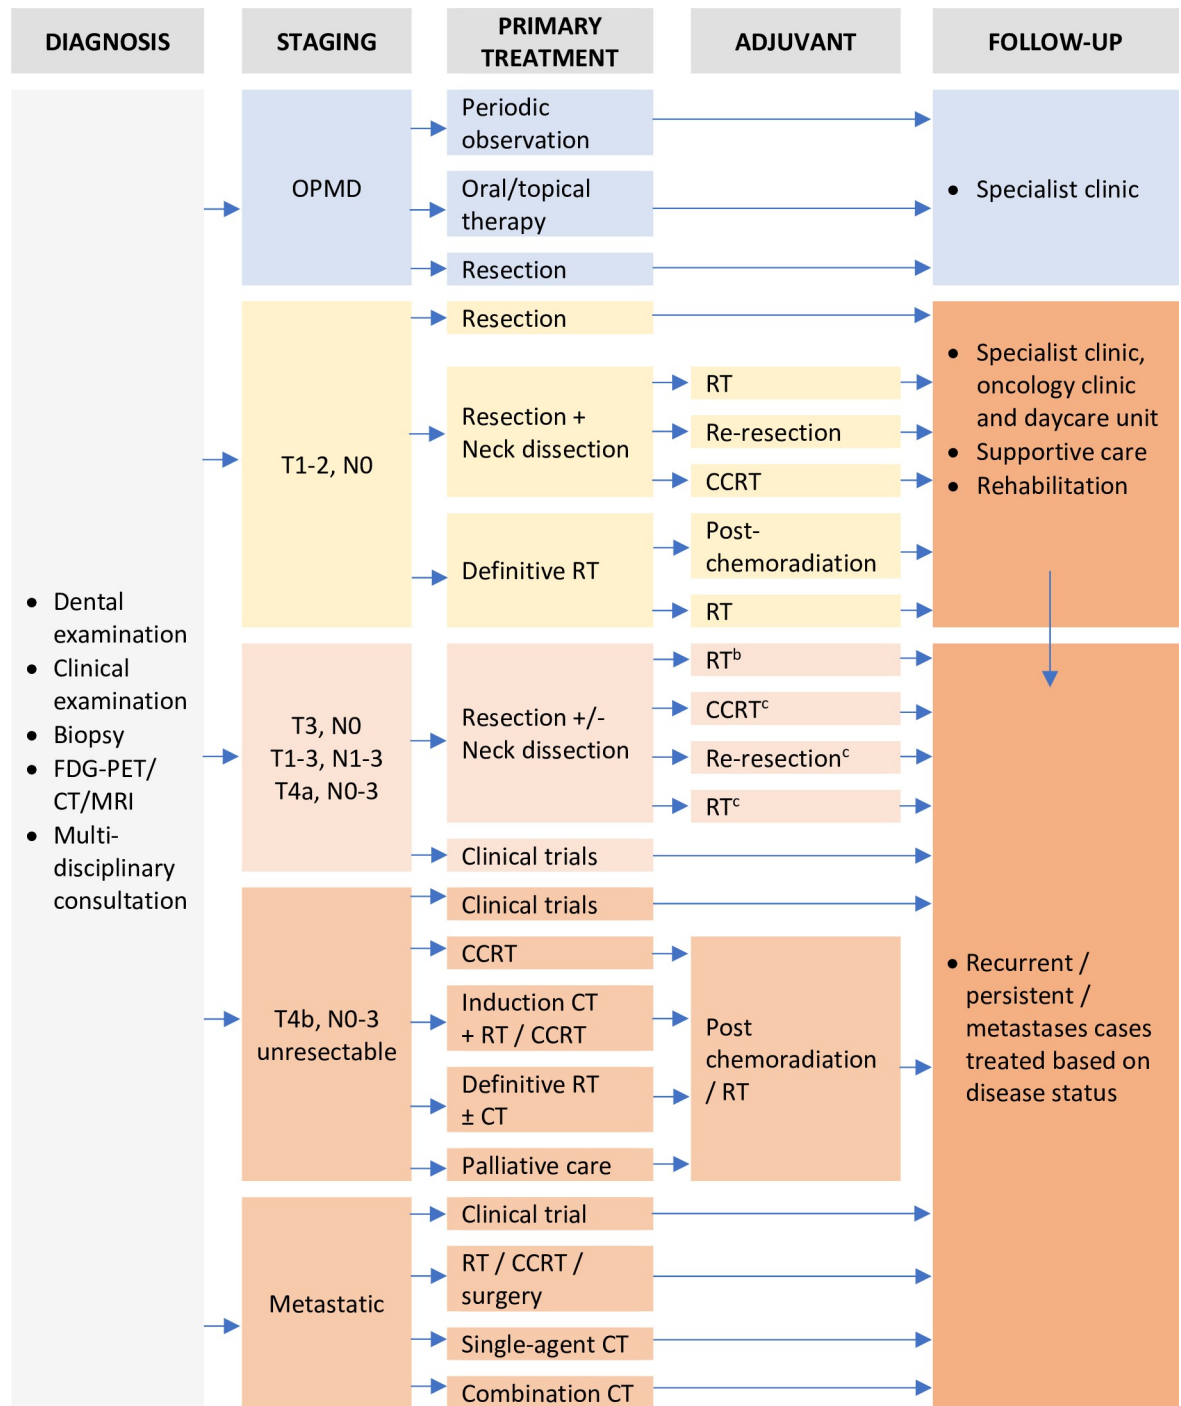 DIAGNOSIS
STAGING
PRIMARY
TREATMENT
ADJUVANT
FOLLOW-UP
• Dental
examination
• Clinical
examination
• Biopsy
• FDG-PET/
CT/MRI
• Multi-
disciplinary
consultation
OPMD
Periodic
observation
Oral/topical
therapy
Resection
• Specialist clinic
T1-2, N0
Resection
Resection +
Neck dissection
RT
Re-resection
CCRT
Definitive RT
Post-
chemoradiation
RT
• Specialist clinic,
oncology clinic
and daycare unit
• Supportive care
• Rehabilitation
T3, N0
T1-3, N1-3
T4a, N0-3
Resection +/-
Neck dissection
RTᵇ
CCRTᶜ
Re-resectionᶜ
RTᶜ
Clinical trials
T4b, N0-3
unresectable
Clinical trials
CCRT
Induction CT
+ RT / CCRT
Definitive RT
± CT
Palliative care
Post
chemoradiation
/ RT
Metastatic
Clinical trial
RT / CCRT /
surgery
Single-agent CT
Combination CT
• Recurrent /
persistent /
metastases cases
treated based on
disease status